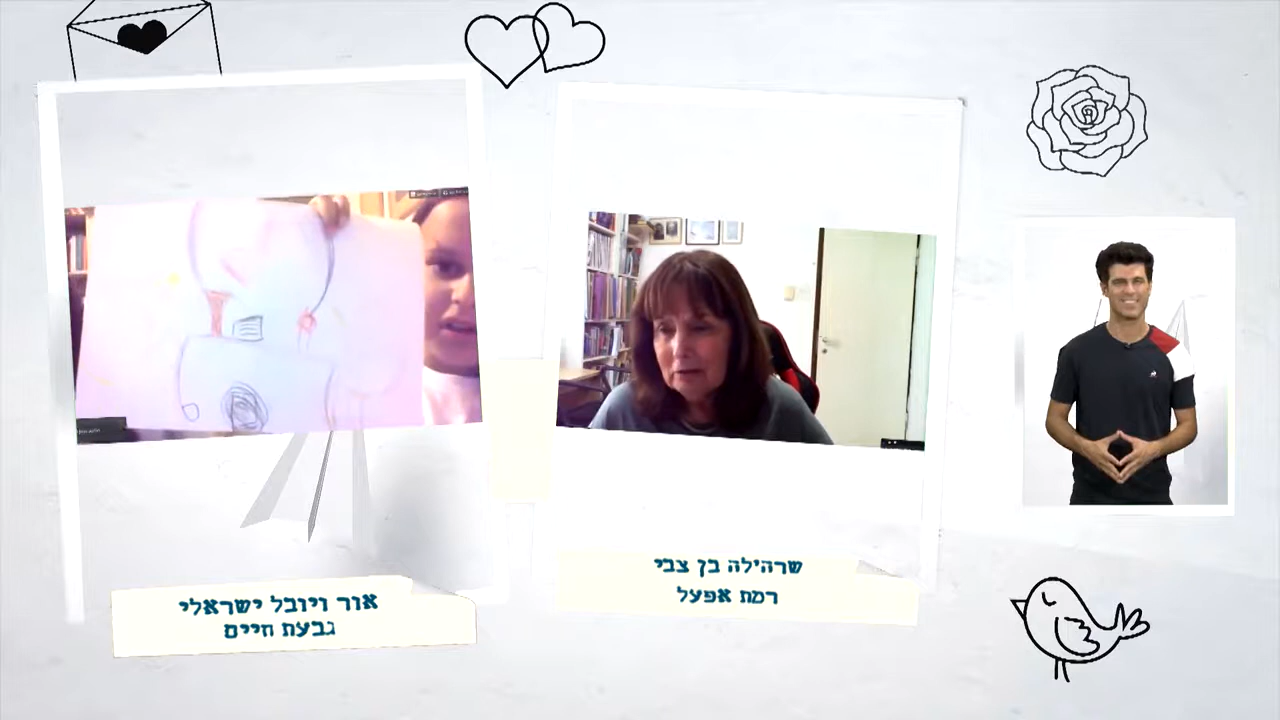 אור ויובל ישראלי
גבעת חיים
שרהילה בן צבי
רמת אפעל